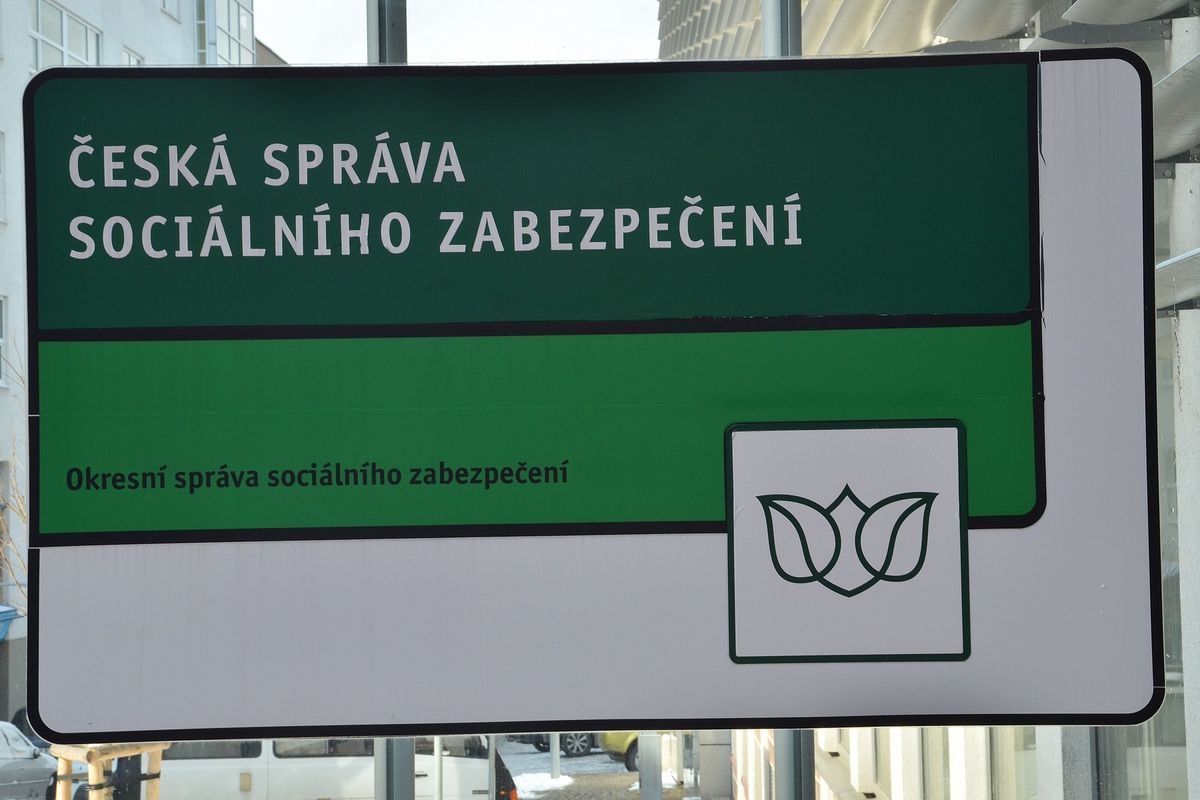 ČESKÁ SPRÁVA
SOCIÁLNÍHO ZABEZPEČENÍ
Okresní správa sociálního zabezpečení